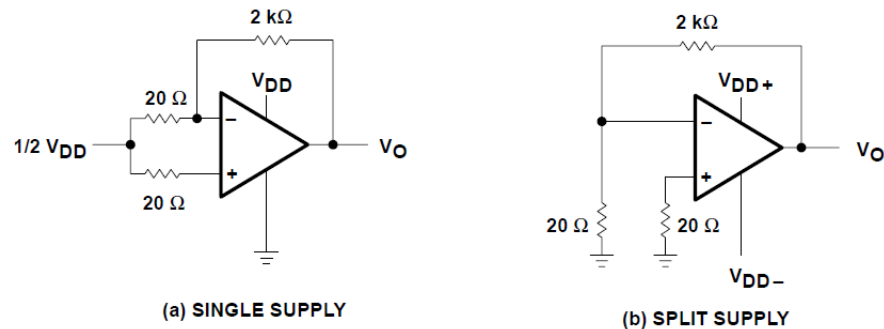 2 kΩ
VDD
20 Ω
−
1/2 VDD
VO
+
20 Ω
(a) SINGLE SUPPLY
2 kΩ
VDD+
−
VO
+
20 Ω
20 Ω
VDD−
(b) SPLIT SUPPLY